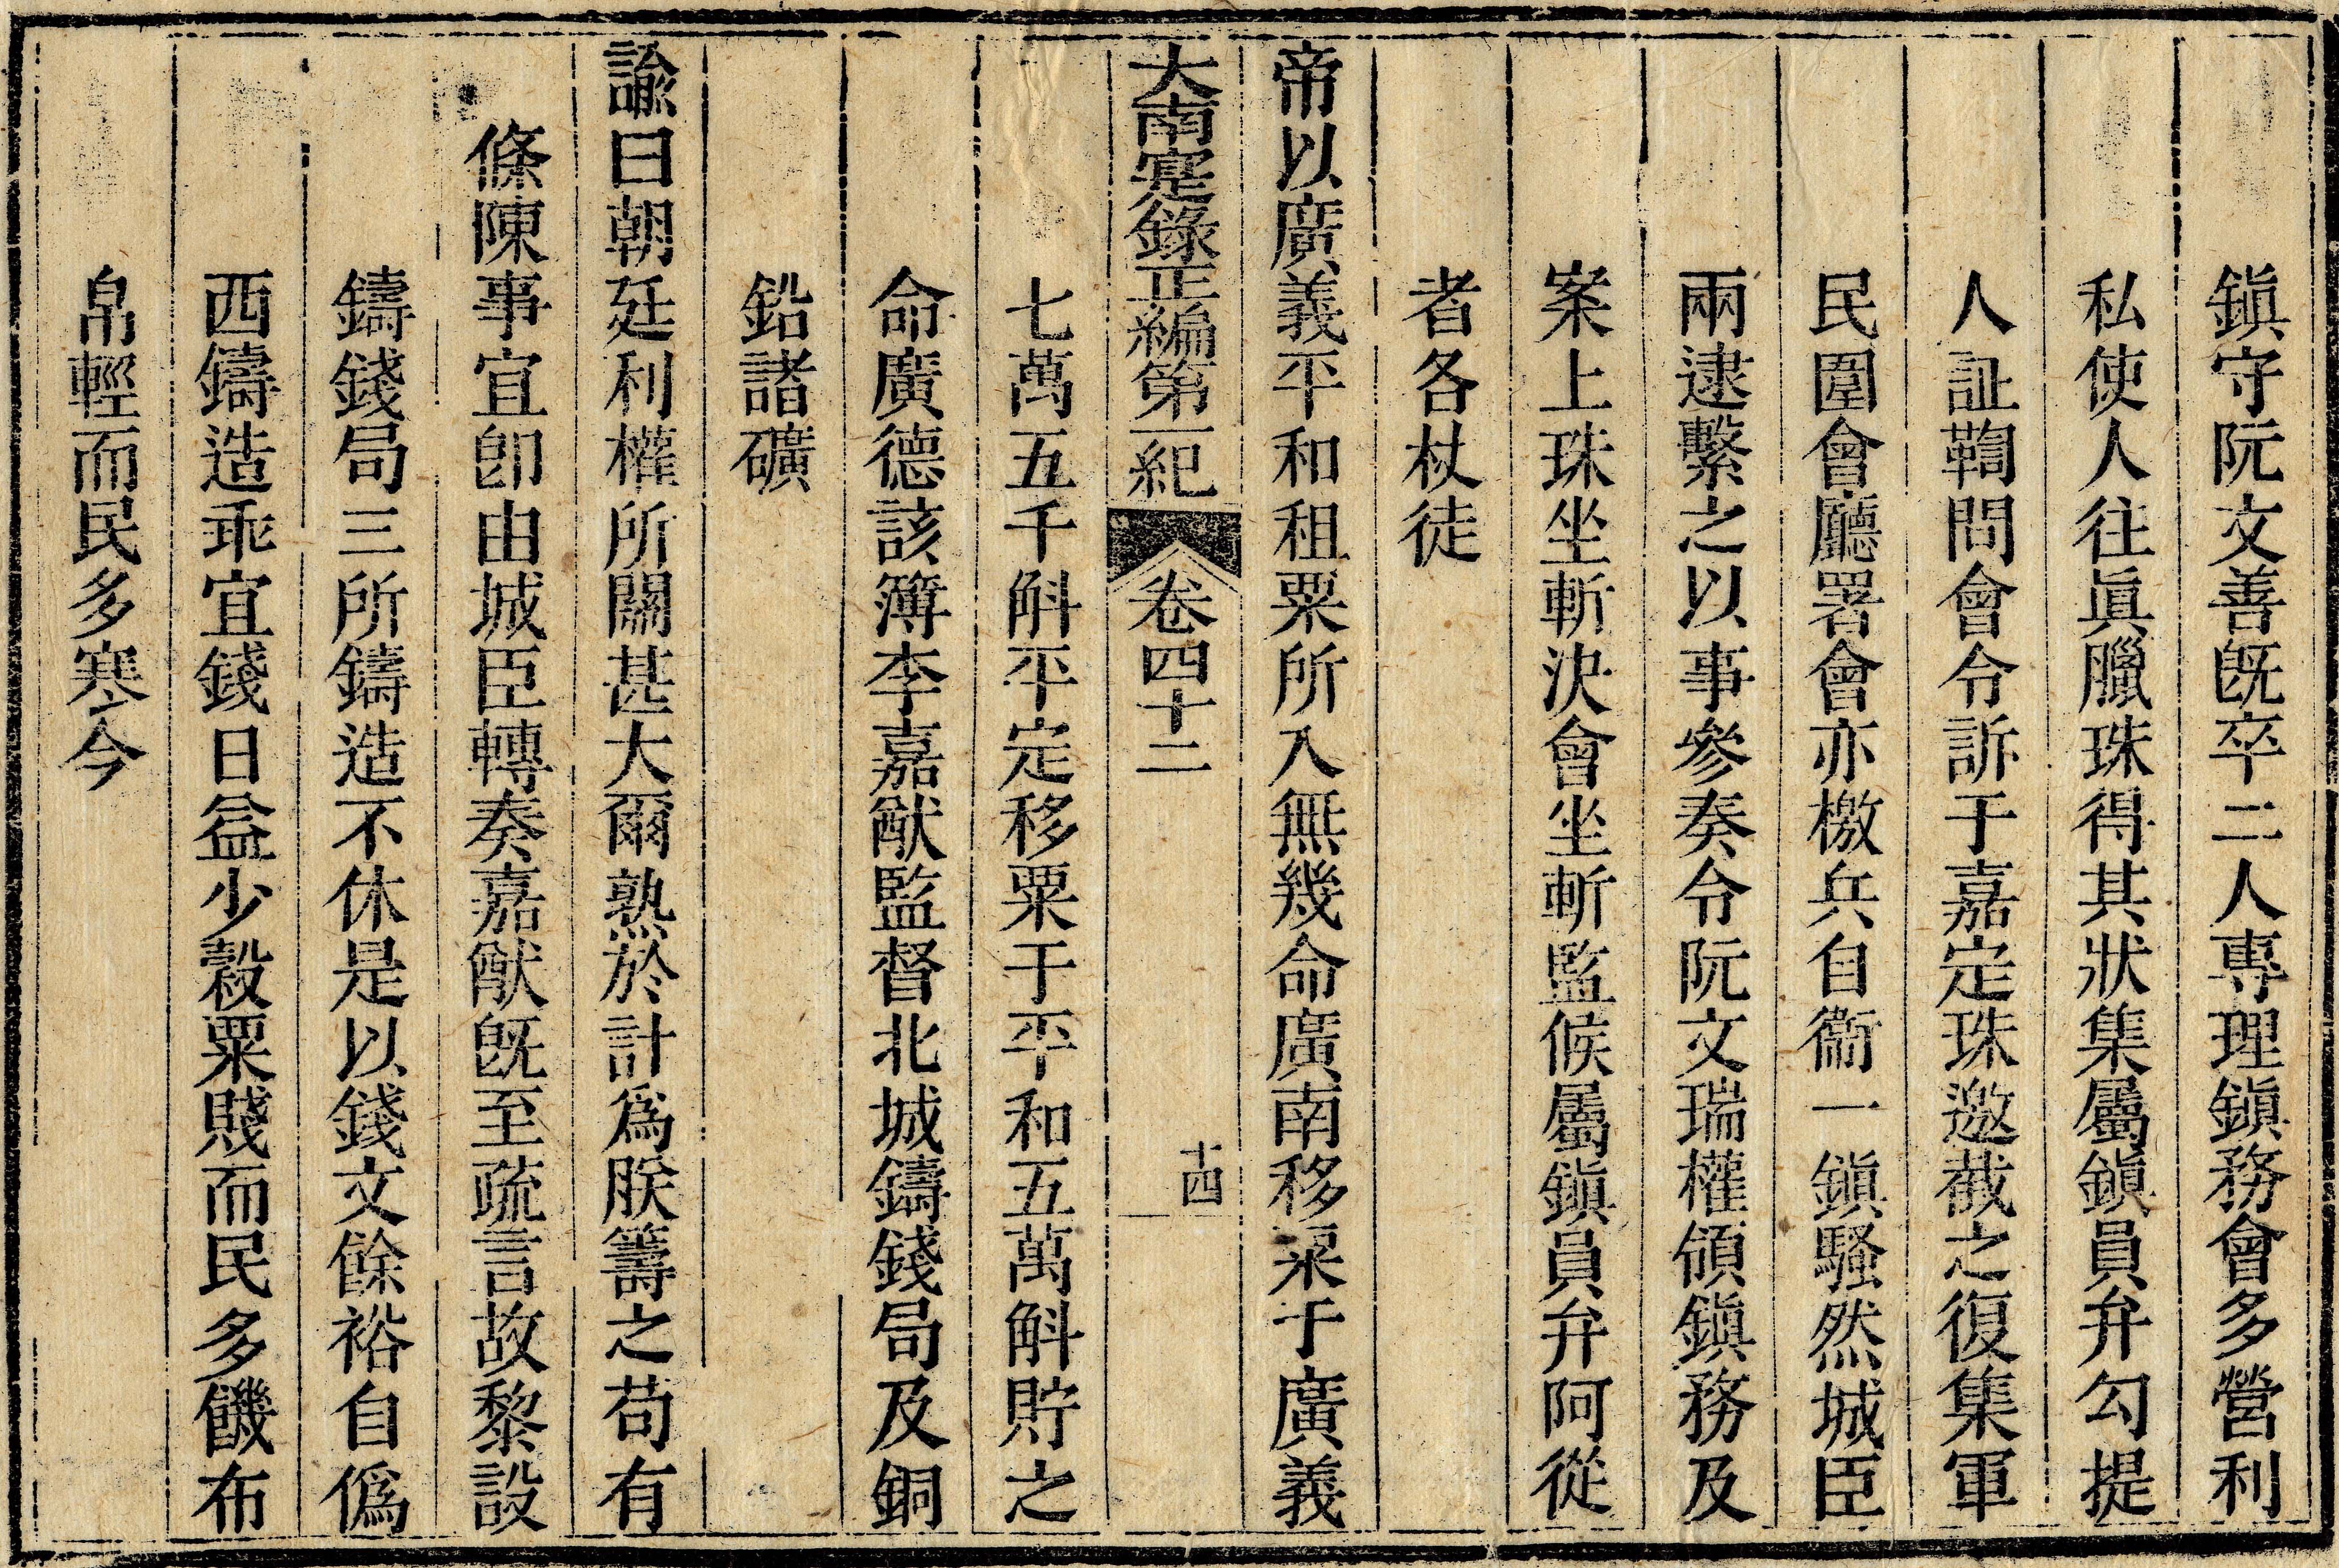 鎭守阮文善旣卒二人專理鎭務會多營利
私使人往眞臘珠得其狀集屬鎭員弁勾提
人証鞫問會令訴于嘉定珠邀截之復集軍
民圍會廳署會亦檄兵自衞一鎭騷然城臣
兩逮繫之以事參奏令阮文瑞權領鎭務及
案上珠坐斬決會坐斬監候屬鎭員弁阿從
者各杖徒
帝以廣義平和租粟所入無幾命廣南移粟于廣義
大南寔錄正編第一紀 卷四十二 十四
七萬五千斛平定移粟于平和五萬斛貯之
命廣德該簿李嘉猷監督北城鑄錢局及銅
鉛諸礦
諭曰朝廷利權所關甚大爾熟於計爲朕籌之苟有
條陳事宜卽由城臣轉奏嘉猷旣至疏言故黎設
鑄錢局三所鑄造不休是以錢文餘裕自僞
西鑄造乖宜錢日益少穀粟賤而民多饑布
帛輕而民多寒今